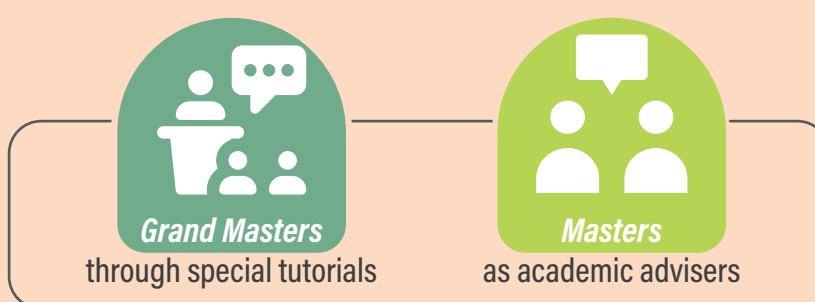 Grand Masters
through special tutorials
Masters
as academic advisers